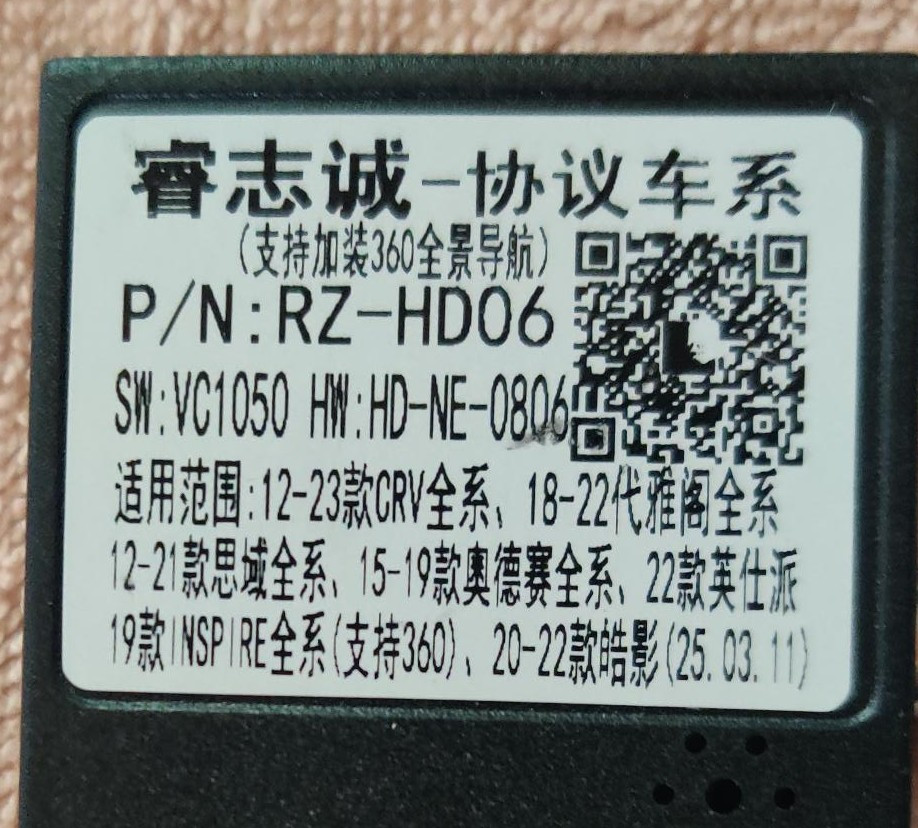 睿志诚-协议车系
(支持加装360全景导航)
P/N:RZ-HD06
SW:VC1050 HW:HD-NE-0806
适用范围:12-23款CRV全系、18-22代雅阁全系
12-21款思域全系、15-19款奥德赛全系、22款英仕派
19款INSPIRE全系(支持360)、20-22款皓影(25.03.11)